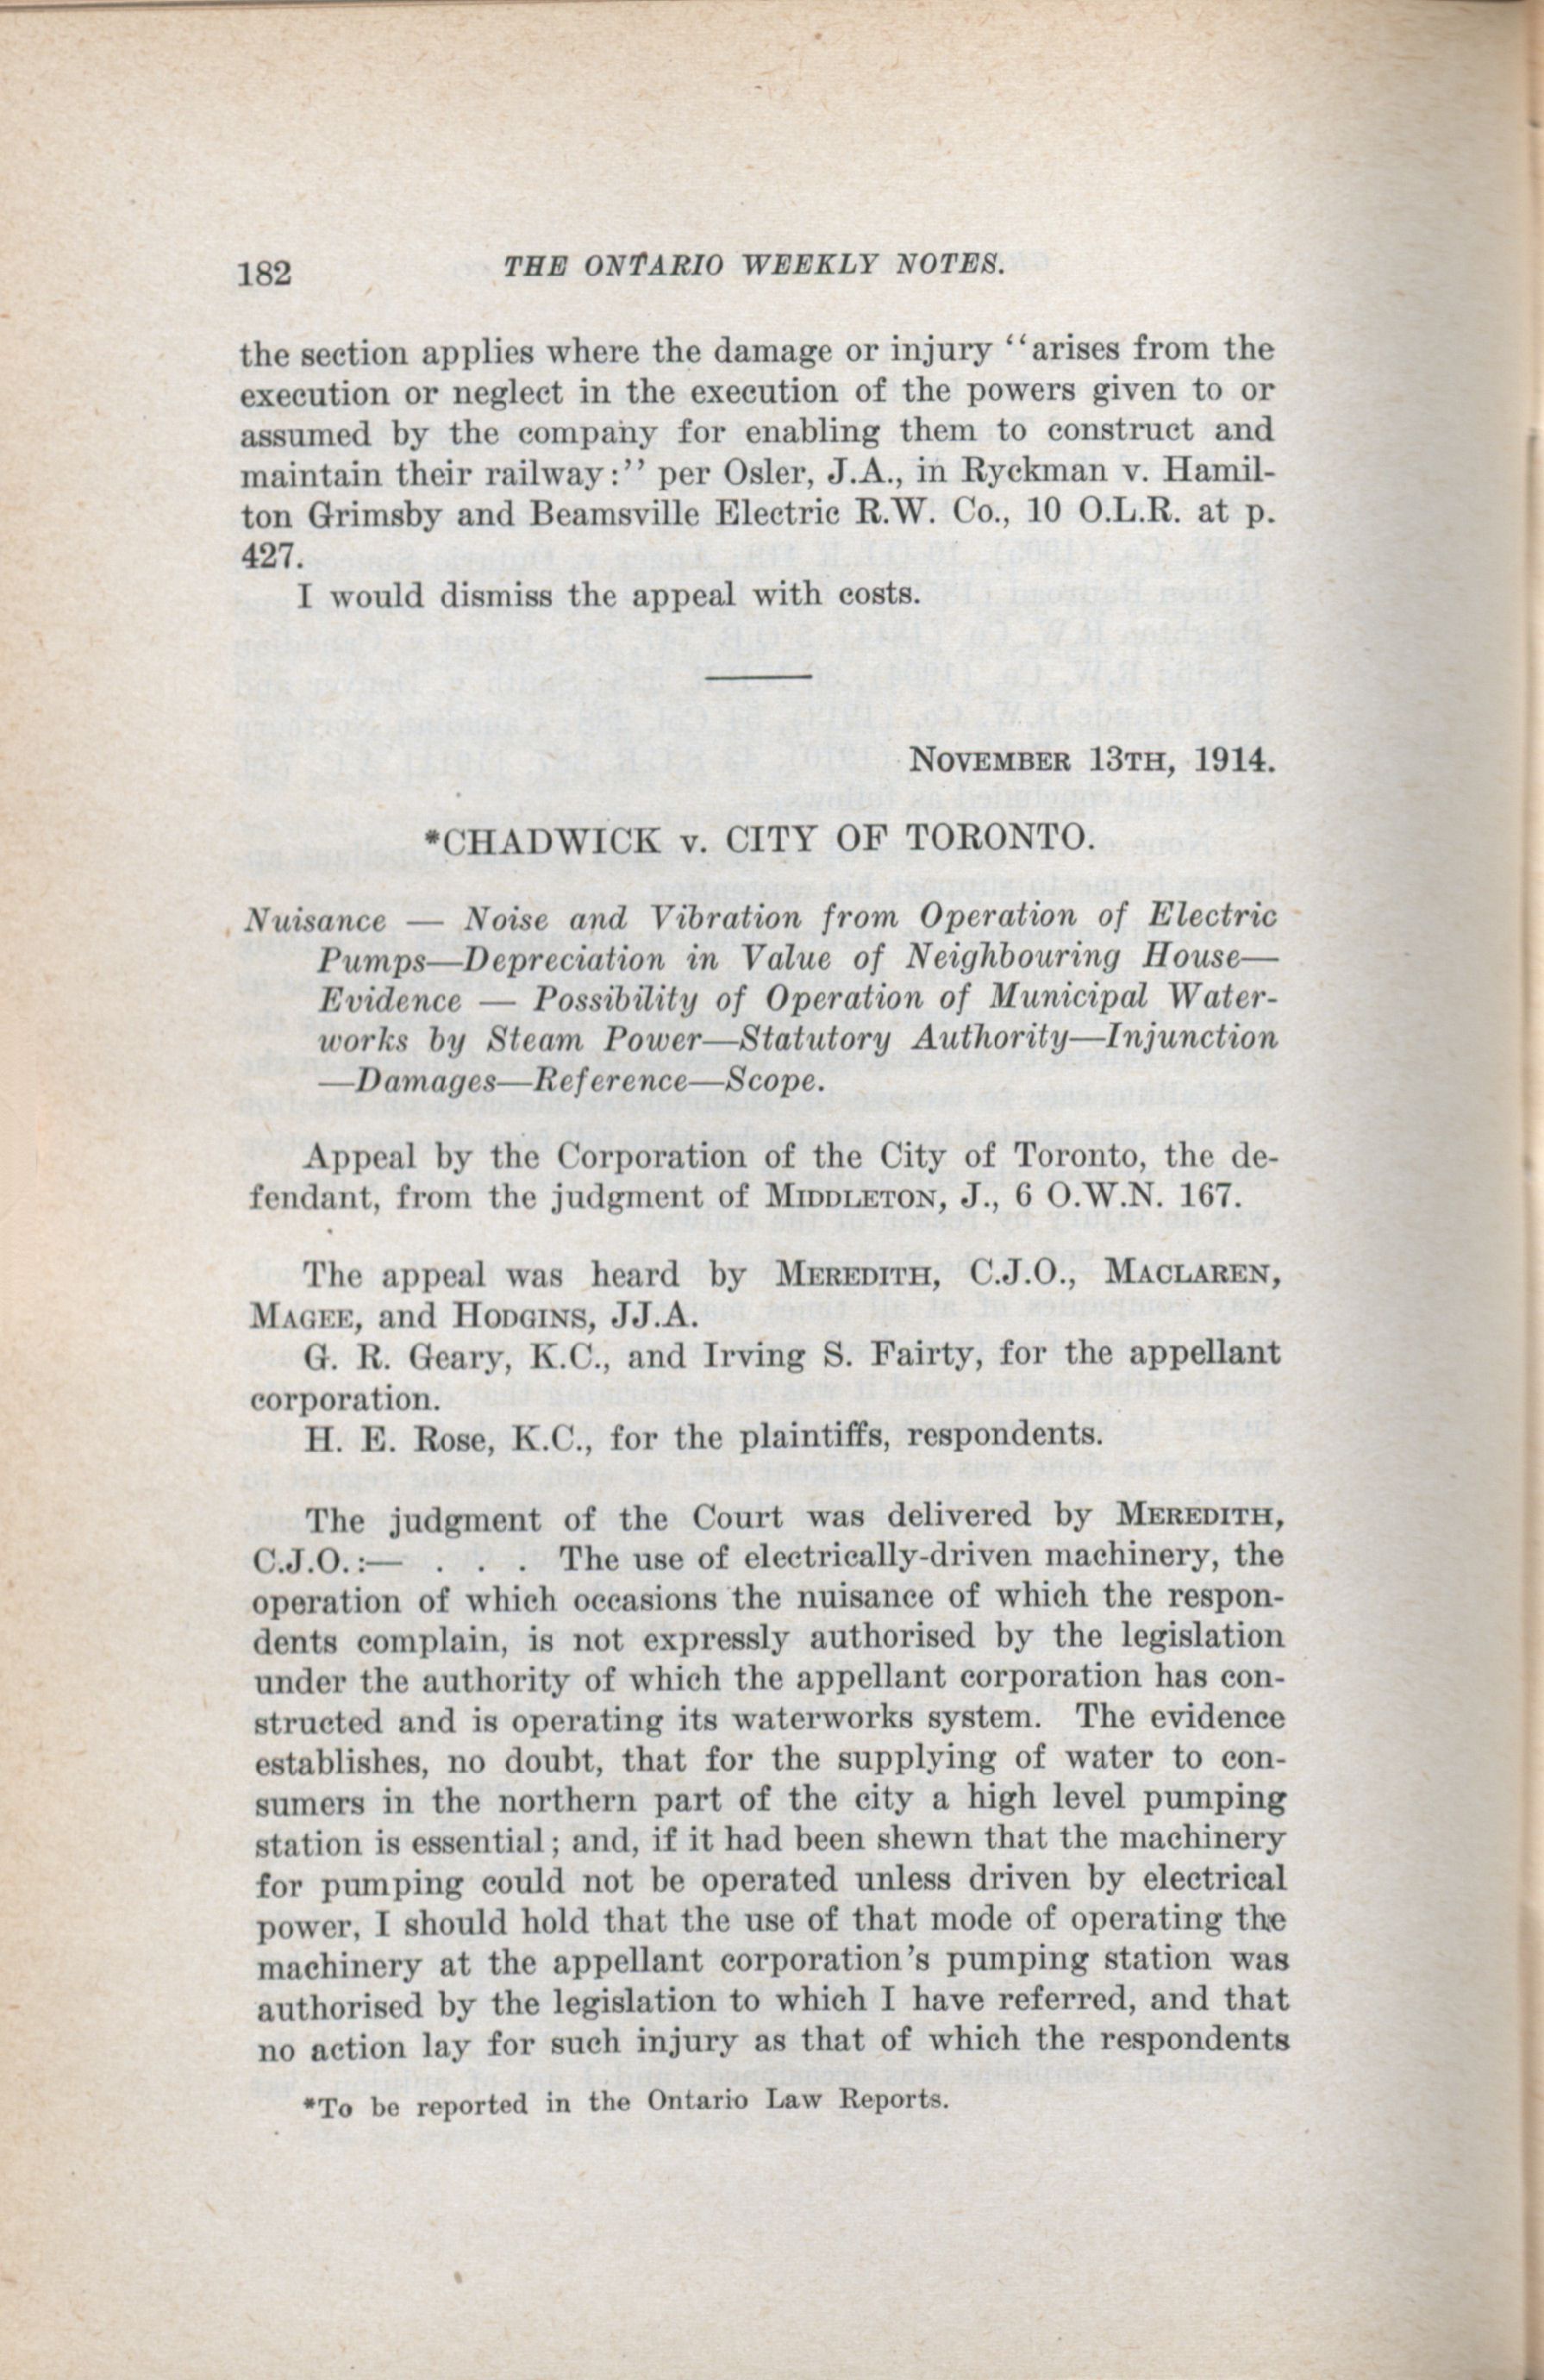 182
THE ONTARIO WEEKLY NOTES.
the section applies where the damage or injury ‘‘arises from the
execution or neglect in the execution of the powers given to or
assumed by the company for enabling them to construct and
maintain their railway:’’ per Osler, J.A., in Ryckman v. Hamil-
ton Grimsby and Beamsville Electric R.W. Co., 10 O.L.R. at p.
427.
I would dismiss the appeal with costs.
NOVEMBER 13TH, 1914.
*CHADWICK v. CITY OF TORONTO.
Nuisance — Noise and Vibration from Operation of Electric
Pumps—Depreciation in Value of Neighbouring House—
Evidence — Possibility of Operation of Municipal Water-
works by Steam Power—Statutory Authority—Injunction
—Damages—Reference—Scope.
Appeal by the Corporation of the City of Toronto, the de-
fendant, from the judgment of MIDDLETON, J., 6 O.W.N. 167.
The appeal was heard by MEREDITH, C.J.O., MACLAREN,
MAGEE, and HODGINS, JJ.A.
G. R. Geary, K.C., and Irving S. Fairty, for the appellant
corporation.
H. E. Rose, K.C., for the plaintiffs, respondents.
The judgment of the Court was delivered by MEREDITH,
C.J.O.:— . . . The use of electrically-driven machinery, the
operation of which occasions the nuisance of which the respon-
dents complain, is not expressly authorised by the legislation
under the authority of which the appellant corporation has con-
structed and is operating its waterworks system. The evidence
establishes, no doubt, that for the supplying of water to con-
sumers in the northern part of the city a high level pumping
station is essential; and, if it had been shewn that the machinery
for pumping could not be operated unless driven by electrical
power, I should hold that the use of that mode of operating the
machinery at the appellant corporation's pumping station was
authorised by the legislation to which I have referred, and that
no action lay for such injury as that of which the respondents
*To be reported in the Ontario Law Reports.